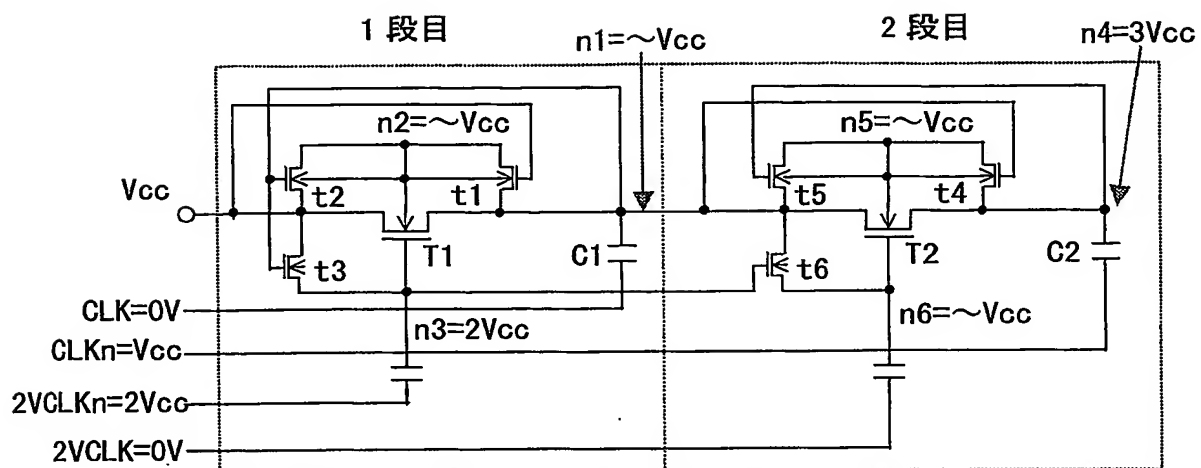 1段目
n1=～Vcc
2段目
n4=3Vcc
n2=～Vcc
n5=～Vcc
Vcc
t2
t1
t5
t4
t3
T1
C1
t6
T2
C2
CLK=0V
n3=2Vcc
n6=～Vcc
CLKn=Vcc
2VCLKn=2Vcc
2VCLK=0V